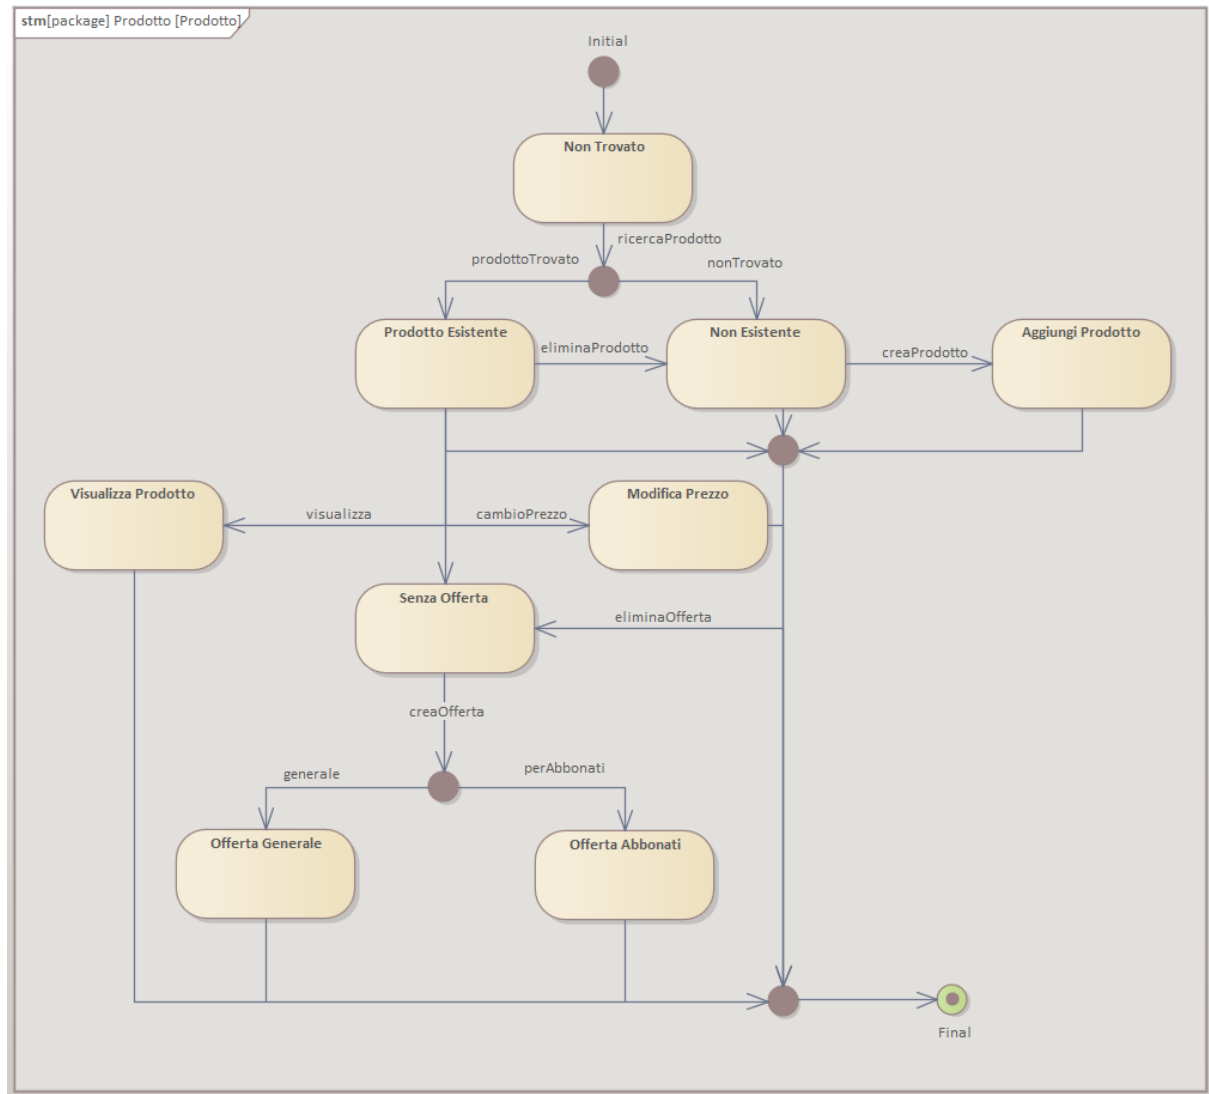 stm[package] Prodotto [Prodotto]
Initial
Non Trovato
ricercaProdotto
prodottoTrovato
nonTrovato
Prodotto Esistente
eliminaProdotto
Non Esistente
creaProdotto
Aggiungi Prodotto
Visualizza Prodotto
visualizza
cambioPrezzo
Modifica Prezzo
Senza Offerta
eliminaOfferta
creaOfferta
generale
perAbbonati
Offerta Generale
Offerta Abbonati
Final